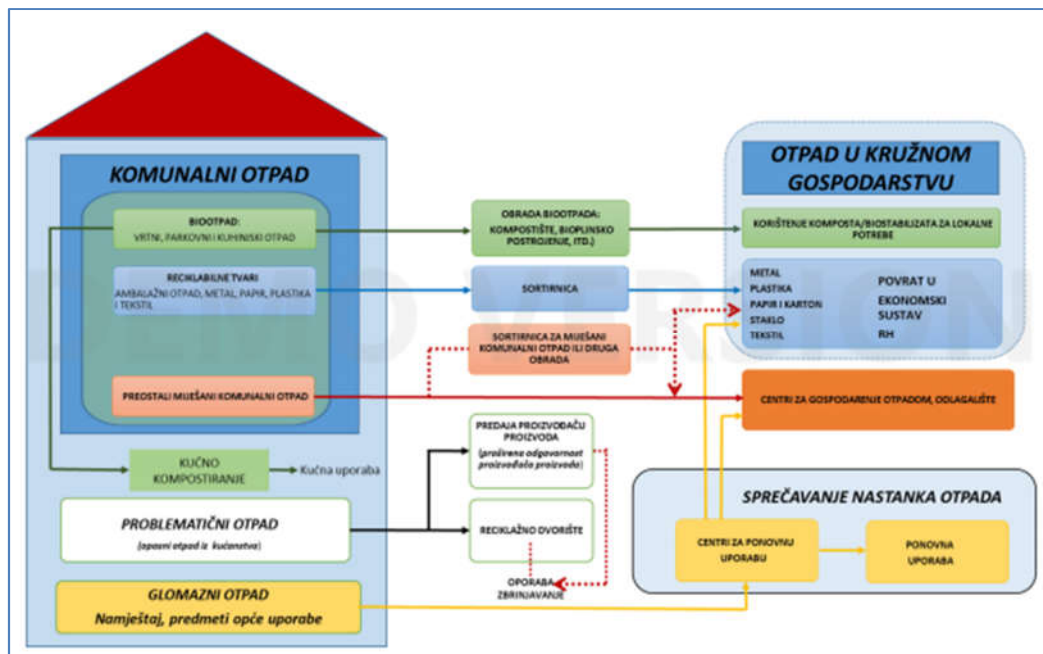 KOMUNALNI OTPAD
BIOOTPAD:
VRTNI, PARKOVNI I KUHINJSKI OTPAD
RECIKLABILNE TVARI
AMBALAŽNI OTPAD, METAL, PAPIR, PLASTIKA
I TEKSTIL
PREOSTALI MIJEŠANI KOMUNALNI OTPAD
KUĆNO
KOMPOSTIRANJE
Kućna uporaba
PROBLEMATIČNI OTPAD
(opasni otpad iz kućanstva)
GLOMAZNI OTPAD
Namještaj, predmeti opće uporabe
OBRADA BIOOTPADA:
KOMPOSTIŠTE, BIOPLINSKO
POSTROJENJE, ITD.)
SORTIRNICA
SORTIRNICA ZA MIJEŠANI
KOMUNALNI OTPAD ILI DRUGA
OBRADA
PREDAJA PROIZVOĐAČU
PROIZVODA
(proširena odgovornost
proizvođača proizvoda)
RECIKLAŽNO DVORIŠTE
OPORABA
ZBRINJAVANJE
OTPAD U KRUŽNOM
GOSPODARSTVU
KORIŠTENJE KOMPOSTA/BIOSTABILIZATA ZA LOKALNE
POTREBE
METAL
PLASTIKA
PAPIR I KARTON
STAKLO
TEKSTIL
POVRAT U
EKONOMSKI
SUSTAV
RH
CENTRI ZA GOSPODARENJE OTPADOM, ODLAGALIŠTE
SPREČAVANJE NASTANKA OTPADA
CENTRI ZA PONOVNU
UPORABU
PONOVNA
UPORABA
DEMO VERSION